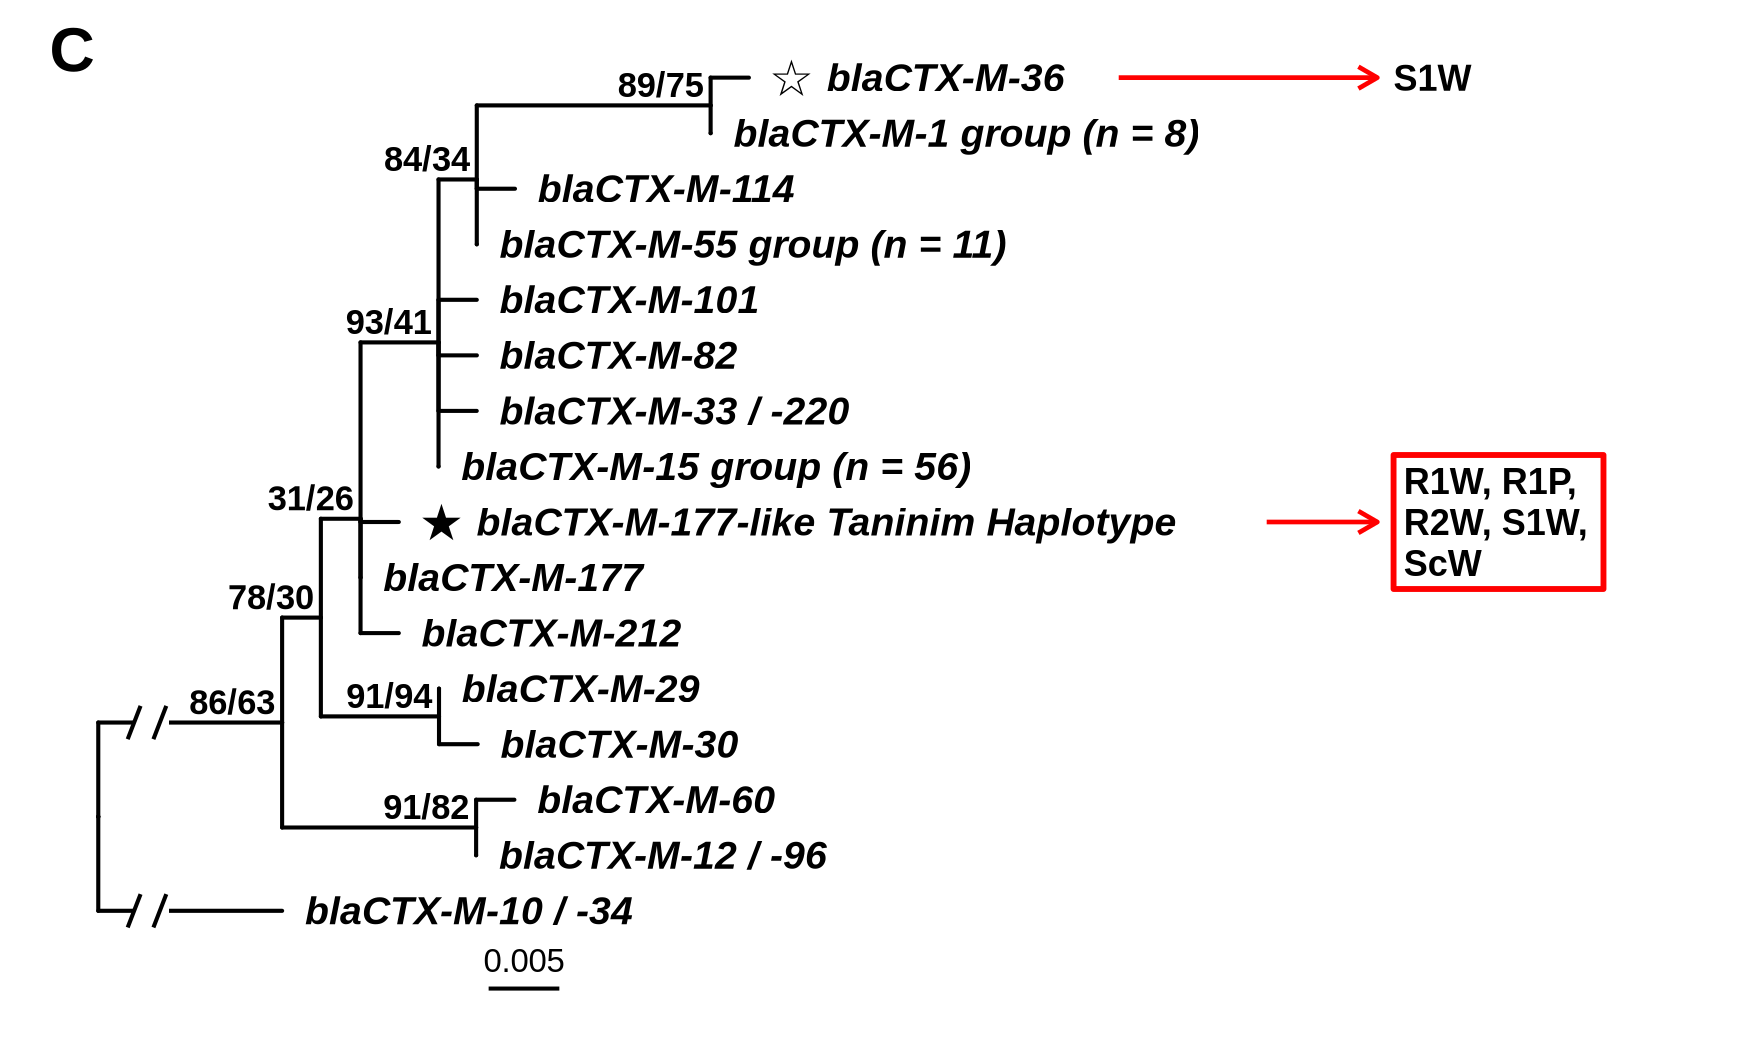 C
89/75
☆ blaCTX-M-36
S1W
blaCTX-M-1 group (n = 8)
84/34
blaCTX-M-114
blaCTX-M-55 group (n = 11)
blaCTX-M-101
93/41
blaCTX-M-82
blaCTX-M-33 / -220
blaCTX-M-15 group (n = 56)
31/26
★ blaCTX-M-177-like Taninim Haplotype
R1W, R1P,
R2W, S1W,
ScW
blaCTX-M-177
78/30
blaCTX-M-212
86/63
91/94
blaCTX-M-29
blaCTX-M-30
blaCTX-M-60
91/82
blaCTX-M-12 / -96
blaCTX-M-10 / -34
0.005